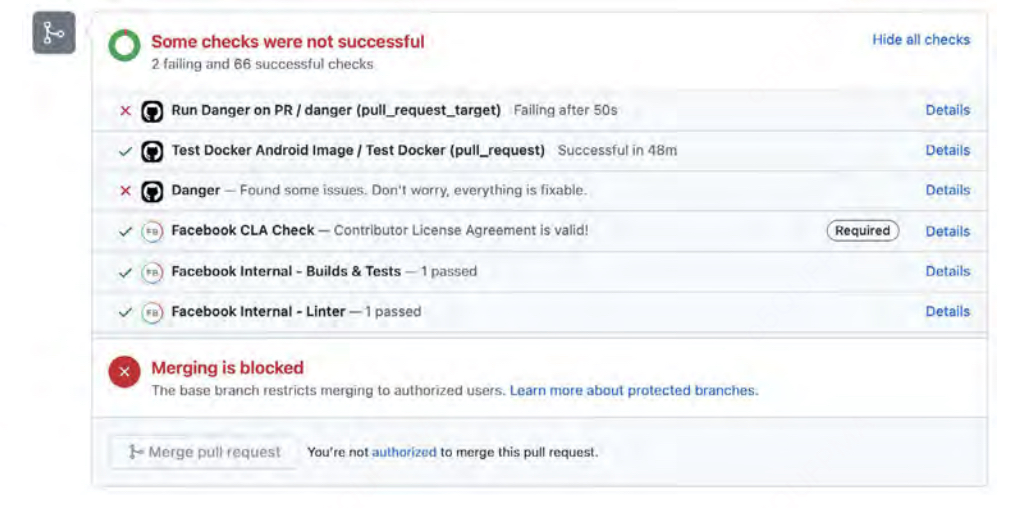 Some checks were not successful
Hide all checks
2 failing and 66 successful checks
Run Danger on PR / danger (pull_request_target) Failing after 50s Details
Test Docker Android Image / Test Docker (pull_request) Successful in 48m Details
Danger — Found some issues. Don't worry, everything is fixable. Details
FB Facebook CLA Check — Contributor License Agreement is valid! Required Details
FB Facebook Internal - Builds & Tests — 1 passed Details
FB Facebook Internal - Linter — 1 passed Details
Merging is blocked
The base branch restricts merging to authorized users. Learn more about protected branches.
Merge pull request You're not authorized to merge this pull request.